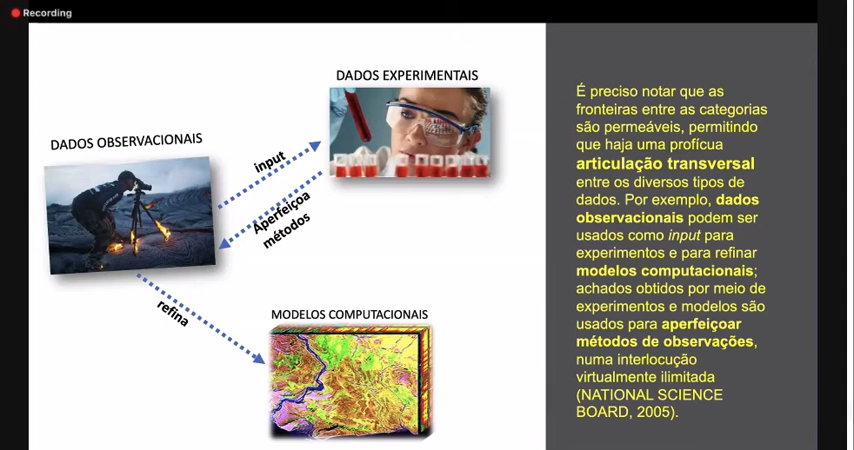 Recording
DADOS EXPERIMENTAIS
DADOS OBSERVACIONAIS
input
Aperfeiçoa
métodos
refina
MODELOS COMPUTACIONAIS
É preciso notar que as
fronteiras entre as categorias
são permeáveis, permitindo
que haja uma profícua
articulação transversal
entre os diversos tipos de
dados. Por exemplo, dados
observacionais podem ser
usados como input para
experimentos e para refinar
modelos computacionais;
achados obtidos por meio de
experimentos e modelos são
usados para aperfeiçoar
métodos de observações,
numa interlocução
virtualmente ilimitada
(NATIONAL SCIENCE
BOARD, 2005).